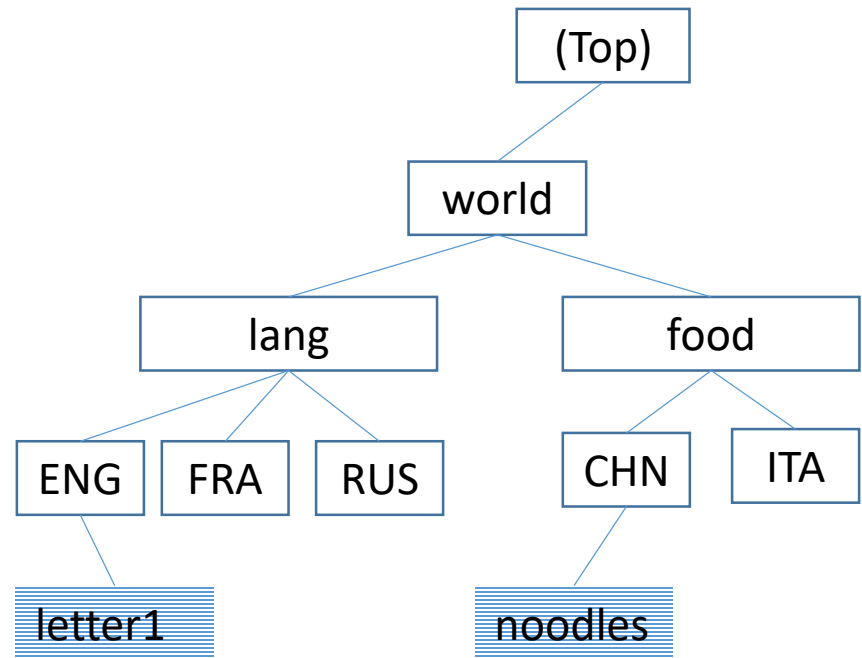 (Top)
world
lang
food
ENG
FRA
RUS
CHN
ITA
letter1
noodles